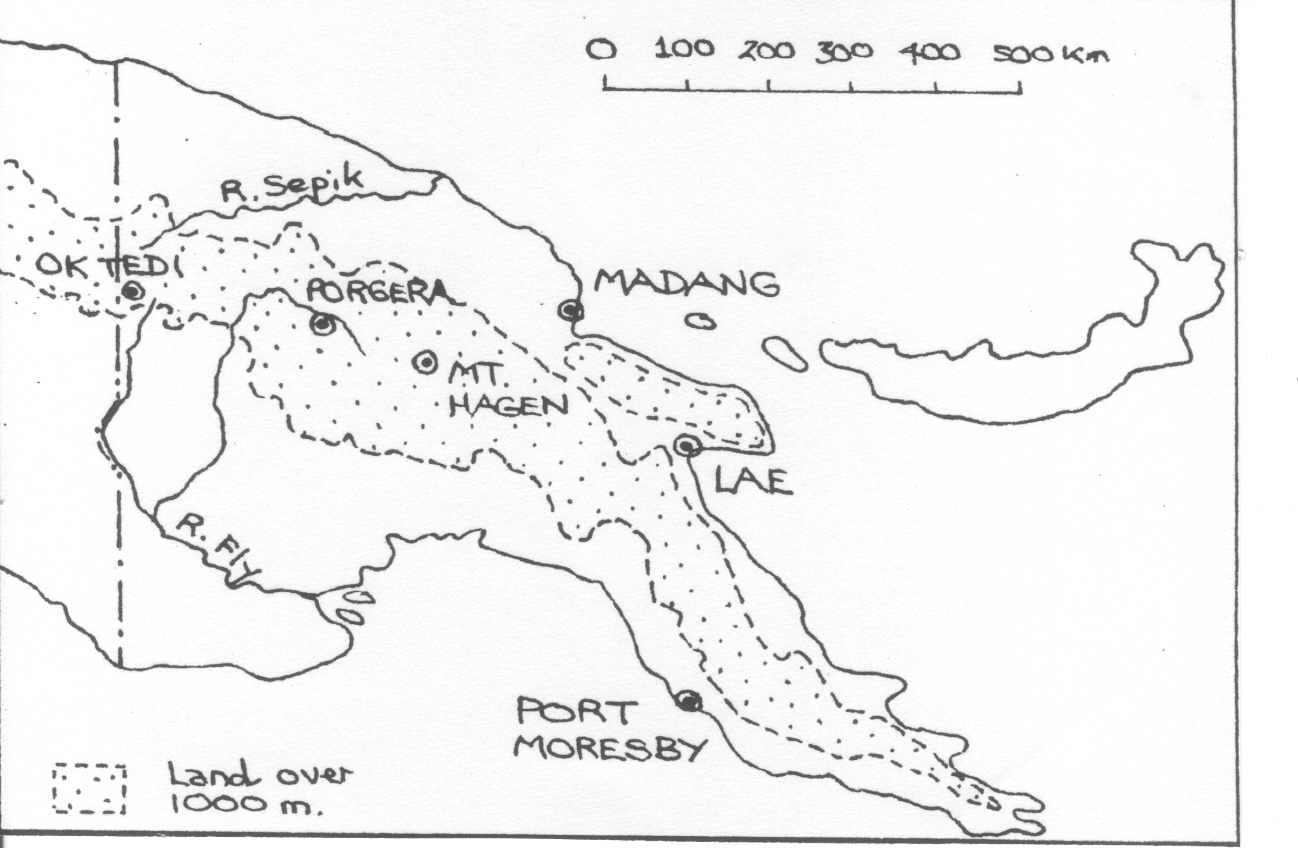 0 100 200 300 400 500 Km
R. Sepik
OK TEDI
PORGERA
MADANG
MT.
HAGEN
LAE
R. Fly
PORT
MORESBY
Land over
1000 m.